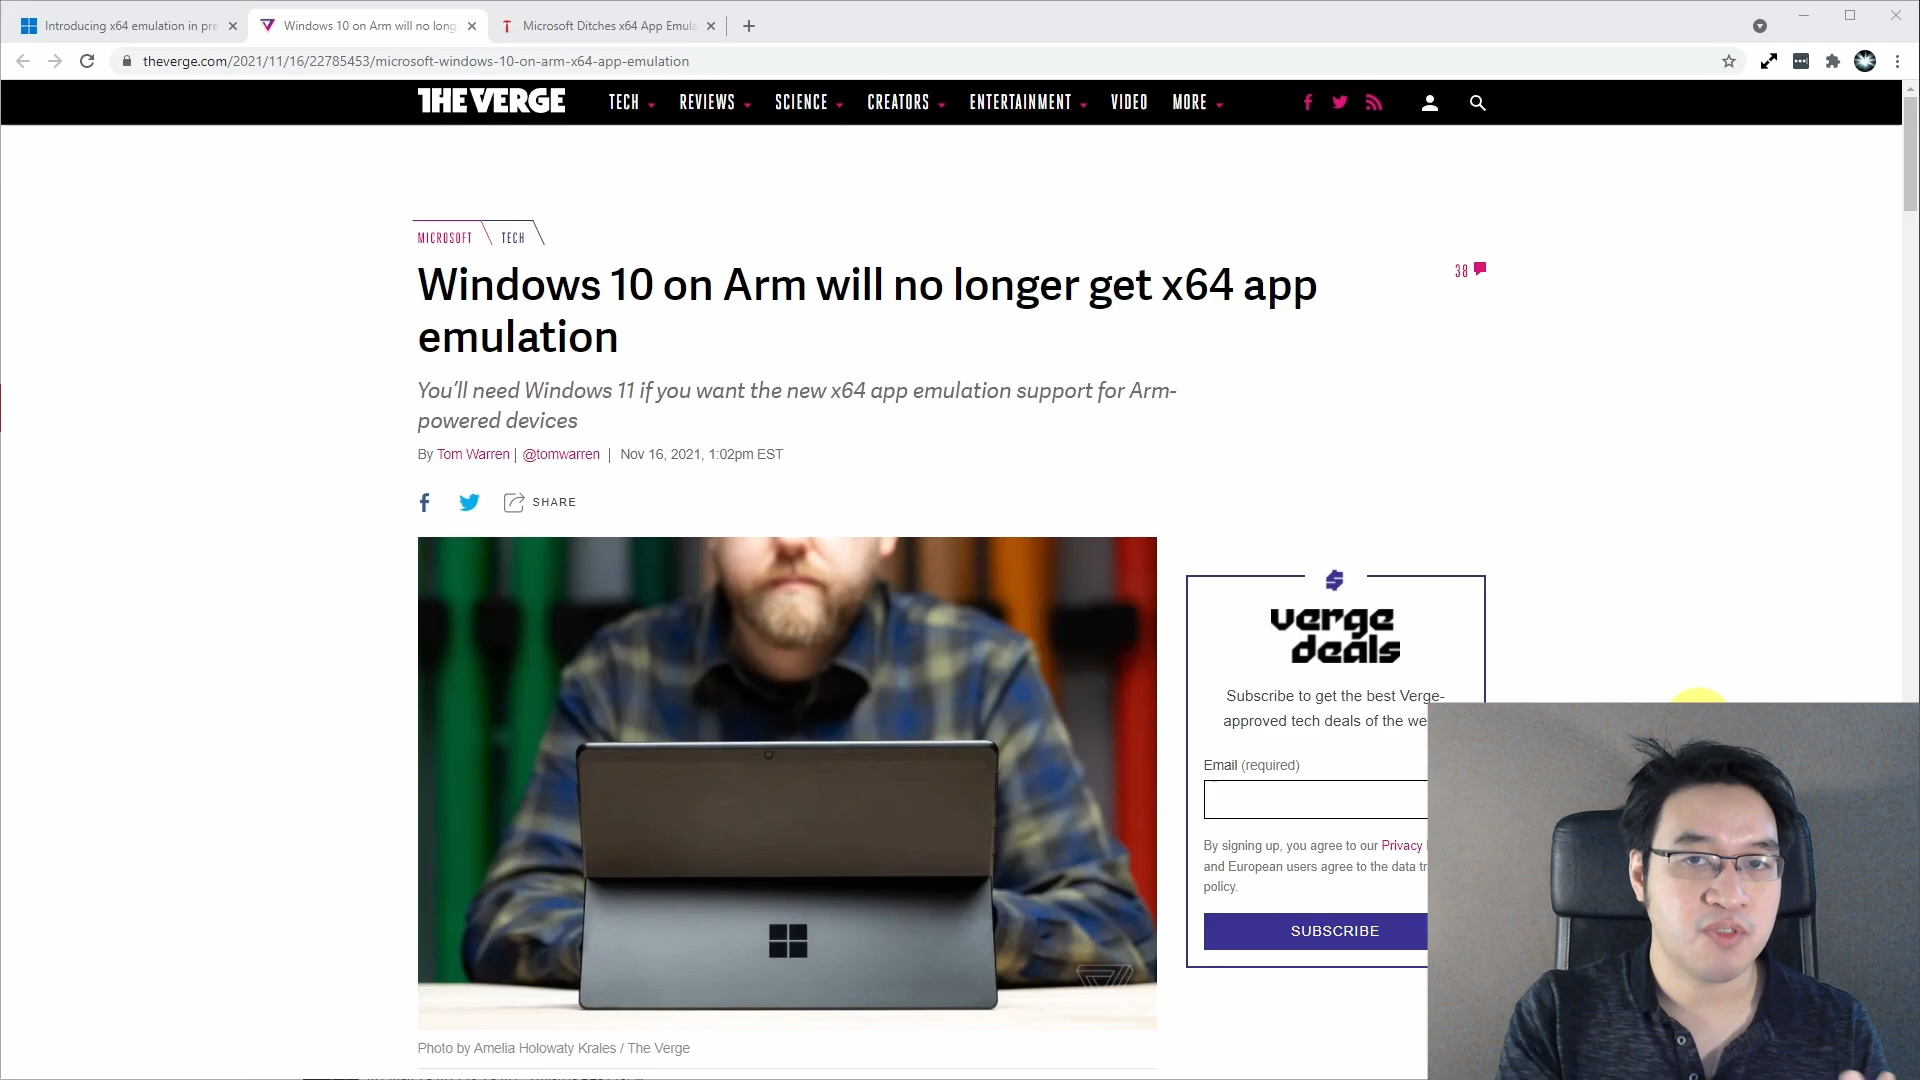 Introducing x64 emulation in pre
Windows 10 on Arm will no long
Microsoft Ditches x64 App Emula
theverge.com/2021/11/16/22785453/microsoft-windows-10-on-arm-x64-app-emulation
THE VERGE
TECH
REVIEWS
SCIENCE
CREATORS
ENTERTAINMENT
VIDEO
MORE
MICROSOFT
TECH
Windows 10 on Arm will no longer get x64 app
emulation
38
You'll need Windows 11 if you want the new x64 app emulation support for Arm-
powered devices
By Tom Warren | @tomwarren | Nov 16, 2021, 1:02pm EST
SHARE
Photo by Amelia Holowaty Krales / The Verge
verge
deals
Subscribe to get the best Verge-
approved tech deals of the we
Email (required)
By signing up, you agree to our Privacy
and European users agree to the data tr
policy.
SUBSCRIBE